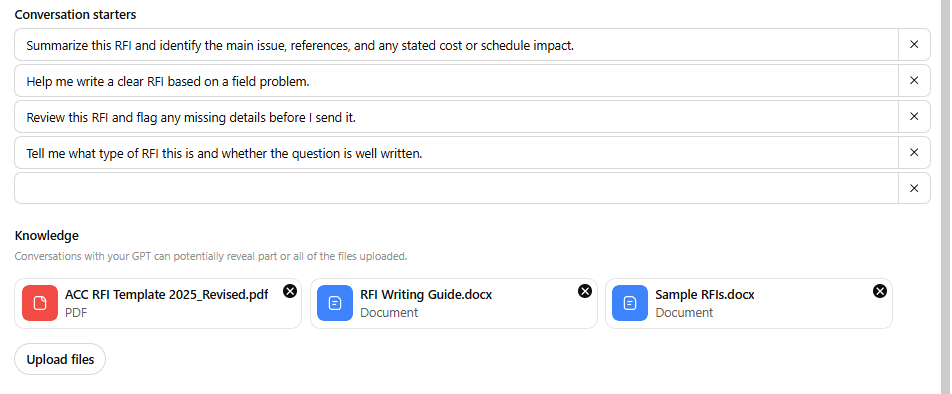 Conversation starters
Summarize this RFI and identify the main issue, references, and any stated cost or schedule impact.
Help me write a clear RFI based on a field problem.
Review this RFI and flag any missing details before I send it.
Tell me what type of RFI this is and whether the question is well written.
Knowledge
Conversations with your GPT can potentially reveal part or all of the files uploaded.
ACC RFI Template 2025_Revised.pdf
PDF
RFI Writing Guide.docx
Document
Sample RFIs.docx
Document
Upload files